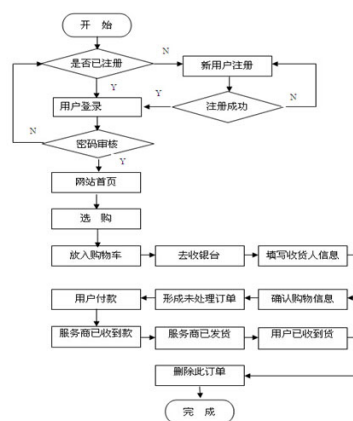 开 始
是否已注册
N
新用户注册
Y
用户登录
Y
注册成功
N
N
密码审核
Y
网站首页
选 购
放入购物车
去收银台
填写收货人信息
用户付款
形成未处理订单
确认购物信息
服务商已收到款
服务商已发货
用户已收到货
删除此订单
完 成